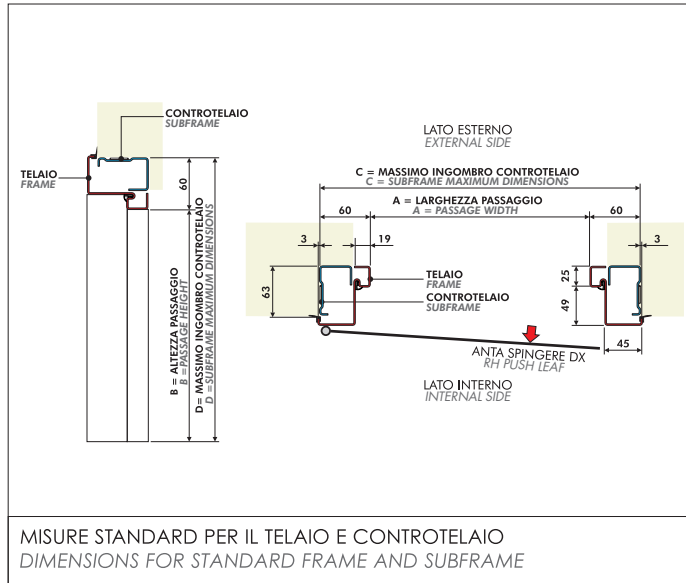 CONTROTELAIO
SUBFRAME
TELAIO
FRAME
60
B = ALTEZZA PASSAGGIO
B = PASSAGE HEIGHT
D= MASSIMO INGOMBRO CONTROTELAIO
D = SUBFRAME MAXIMUM DIMENSIONS
LATO ESTERNO
EXTERNAL SIDE
C = MASSIMO INGOMBRO CONTROTELAIO
C = SUBFRAME MAXIMUM DIMENSIONS
60
A = LARGHEZZA PASSAGGIO
A = PASSAGE WIDTH
60
3
19
3
63
TELAIO
FRAME
CONTROTELAIO
SUBFRAME
25
49
45
ANTA SPINGERE DX
RH PUSH LEAF
LATO INTERNO
INTERNAL SIDE
MISURE STANDARD PER IL TELAIO E CONTROTELAIO
DIMENSIONS FOR STANDARD FRAME AND SUBFRAME